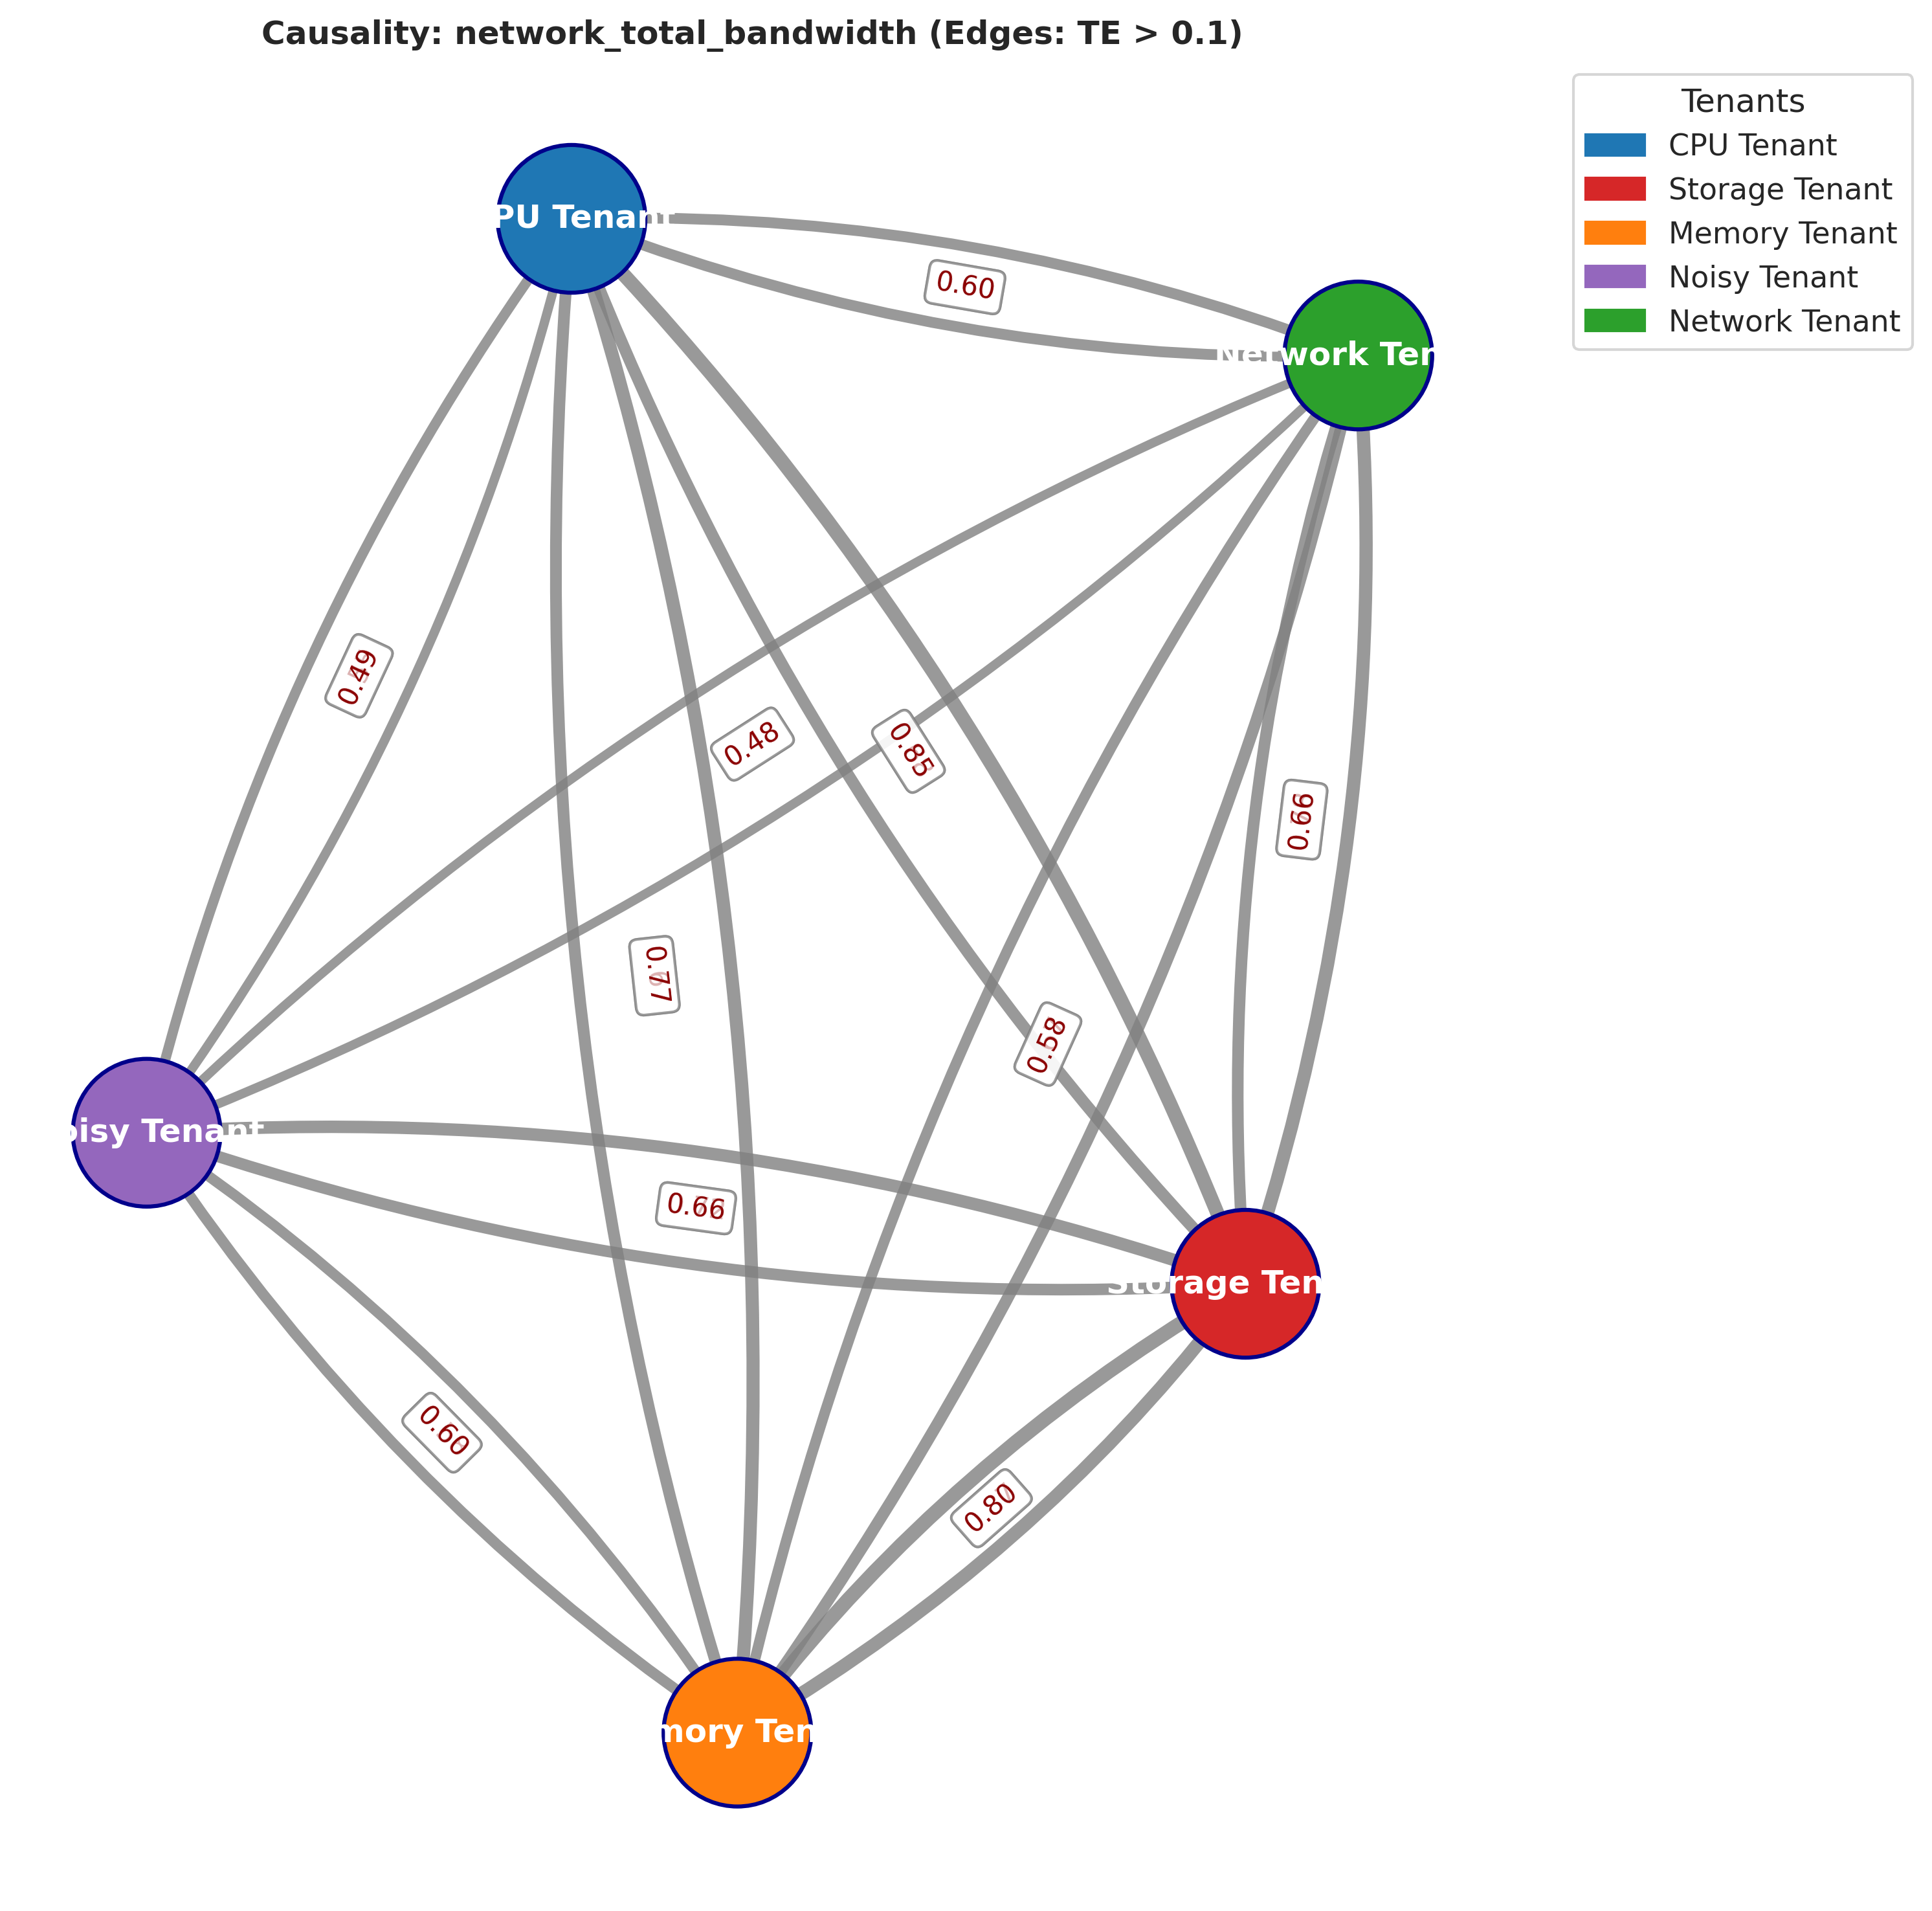 Causality: network_total_bandwidth (Edges: TE > 0.1)
Tenants
CPU Tenant
Storage Tenant
Memory Tenant
Noisy Tenant
Network Tenant
PU Tenant
0.60
Network Ten
0.49
0.48
0.85
0.66
0.77
0.58
oisy Tenant
0.66
Storage Ten
0.60
0.80
mory Ten